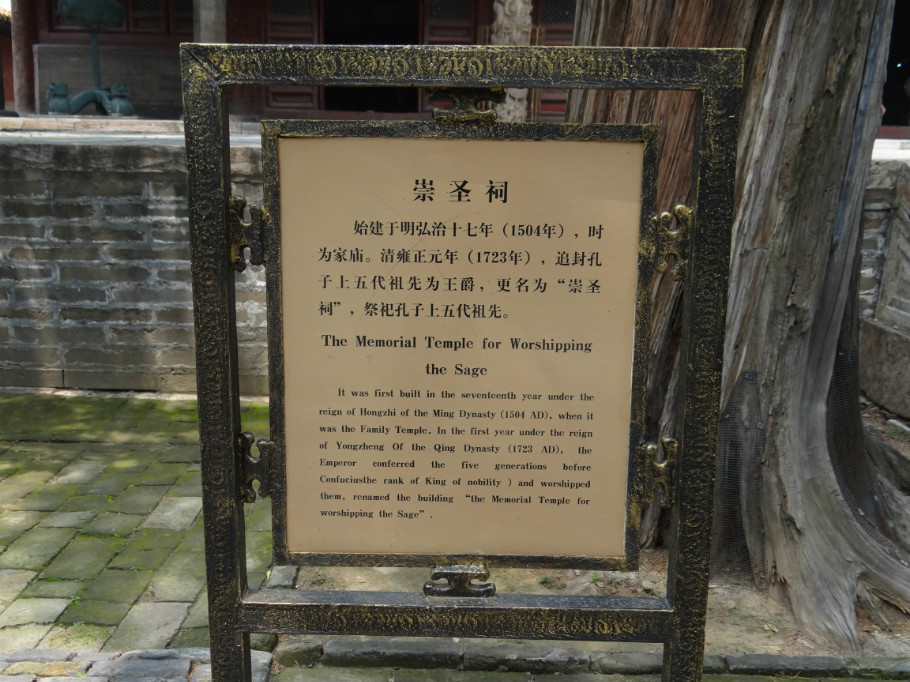 崇圣祠
始建于明弘治十七年（1504年），时
为家庙。清雍正元年（1723年），追封孔
子上五代祖先为王爵，更名为“崇圣
祠”，祭祀孔子上五代祖先。
The Memorial Temple for Worshipping
the Sage
It was first built in the seventeenth year under the
reign of Hongzhi of the Ming Dynasty (1504 AD), when it
was the Family Temple. In the first year under the reign
of Yongzheng Of the Qing Dynasty (1723 AD), the
Emperor conferred the five generations before
Confuciusthe rank of King of nobility ) and worshipped
them, renamed the building “the Memorial Temple for
worshipping the Sage”.